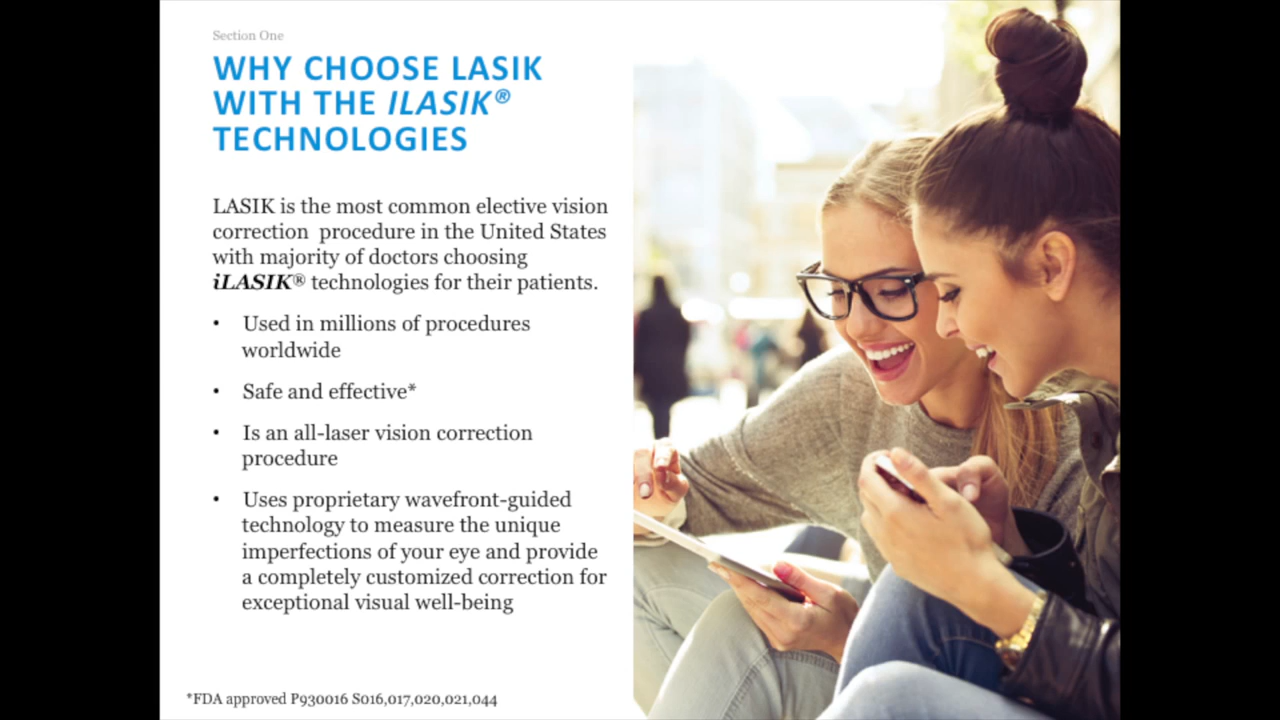 Section One
WHY CHOOSE LASIK
WITH THE ILASIK®
TECHNOLOGIES
LASIK is the most common elective vision
correction procedure in the United States
with majority of doctors choosing
iLASIK® technologies for their patients.
• Used in millions of procedures
worldwide
• Safe and effective*
• Is an all-laser vision correction
procedure
• Uses proprietary wavefront-guided
technology to measure the unique
imperfections of your eye and provide
a completely customized correction for
exceptional visual well-being
*FDA approved P930016 S016,017,020,021,044